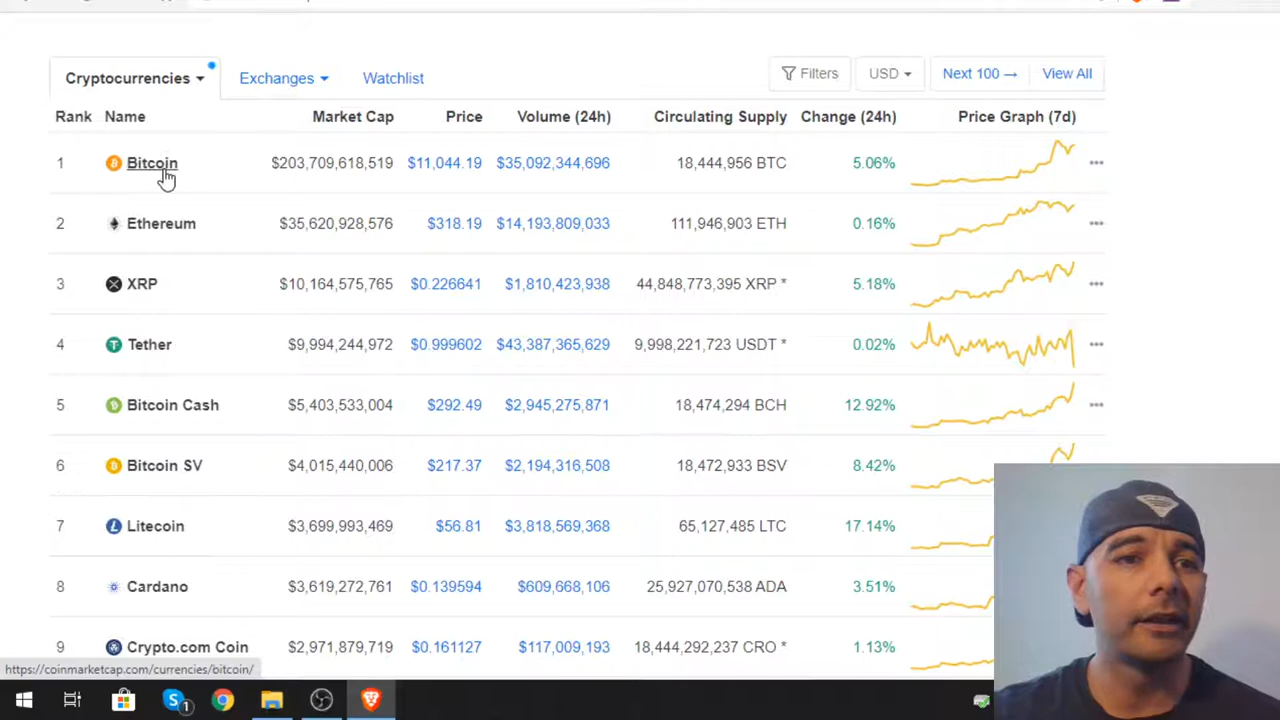 Cryptocurrencies Exchanges Watchlist Filters USD Next 100 → View All
Rank Name Market Cap Price Volume (24h) Circulating Supply Change (24h) Price Graph (7d)
1 Bitcoin $203,709,618,519 $11,044.19 $35,092,344,696 18,444,956 BTC 5.06%
2 Ethereum $35,620,928,576 $318.19 $14,193,809,033 111,946,903 ETH 0.16%
3 XRP $10,164,575,765 $0.226641 $1,810,423,938 44,848,773,395 XRP * 5.18%
4 Tether $9,994,244,972 $0.999602 $43,387,365,629 9,998,221,723 USDT * 0.02%
5 Bitcoin Cash $5,403,533,004 $292.49 $2,945,275,871 18,474,294 BCH 12.92%
6 Bitcoin SV $4,015,440,006 $217.37 $2,194,316,508 18,472,933 BSV 8.42%
7 Litecoin $3,699,993,469 $56.81 $3,818,569,368 65,127,485 LTC 17.14%
8 Cardano $3,619,272,761 $0.139594 $609,668,106 25,927,070,538 ADA 3.51%
9 Crypto.com Coin $2,971,879,719 $0.161127 $117,009,193 18,444,292,237 CRO * 1.13%
https://coinmarketcap.com/currencies/bitcoin/
1